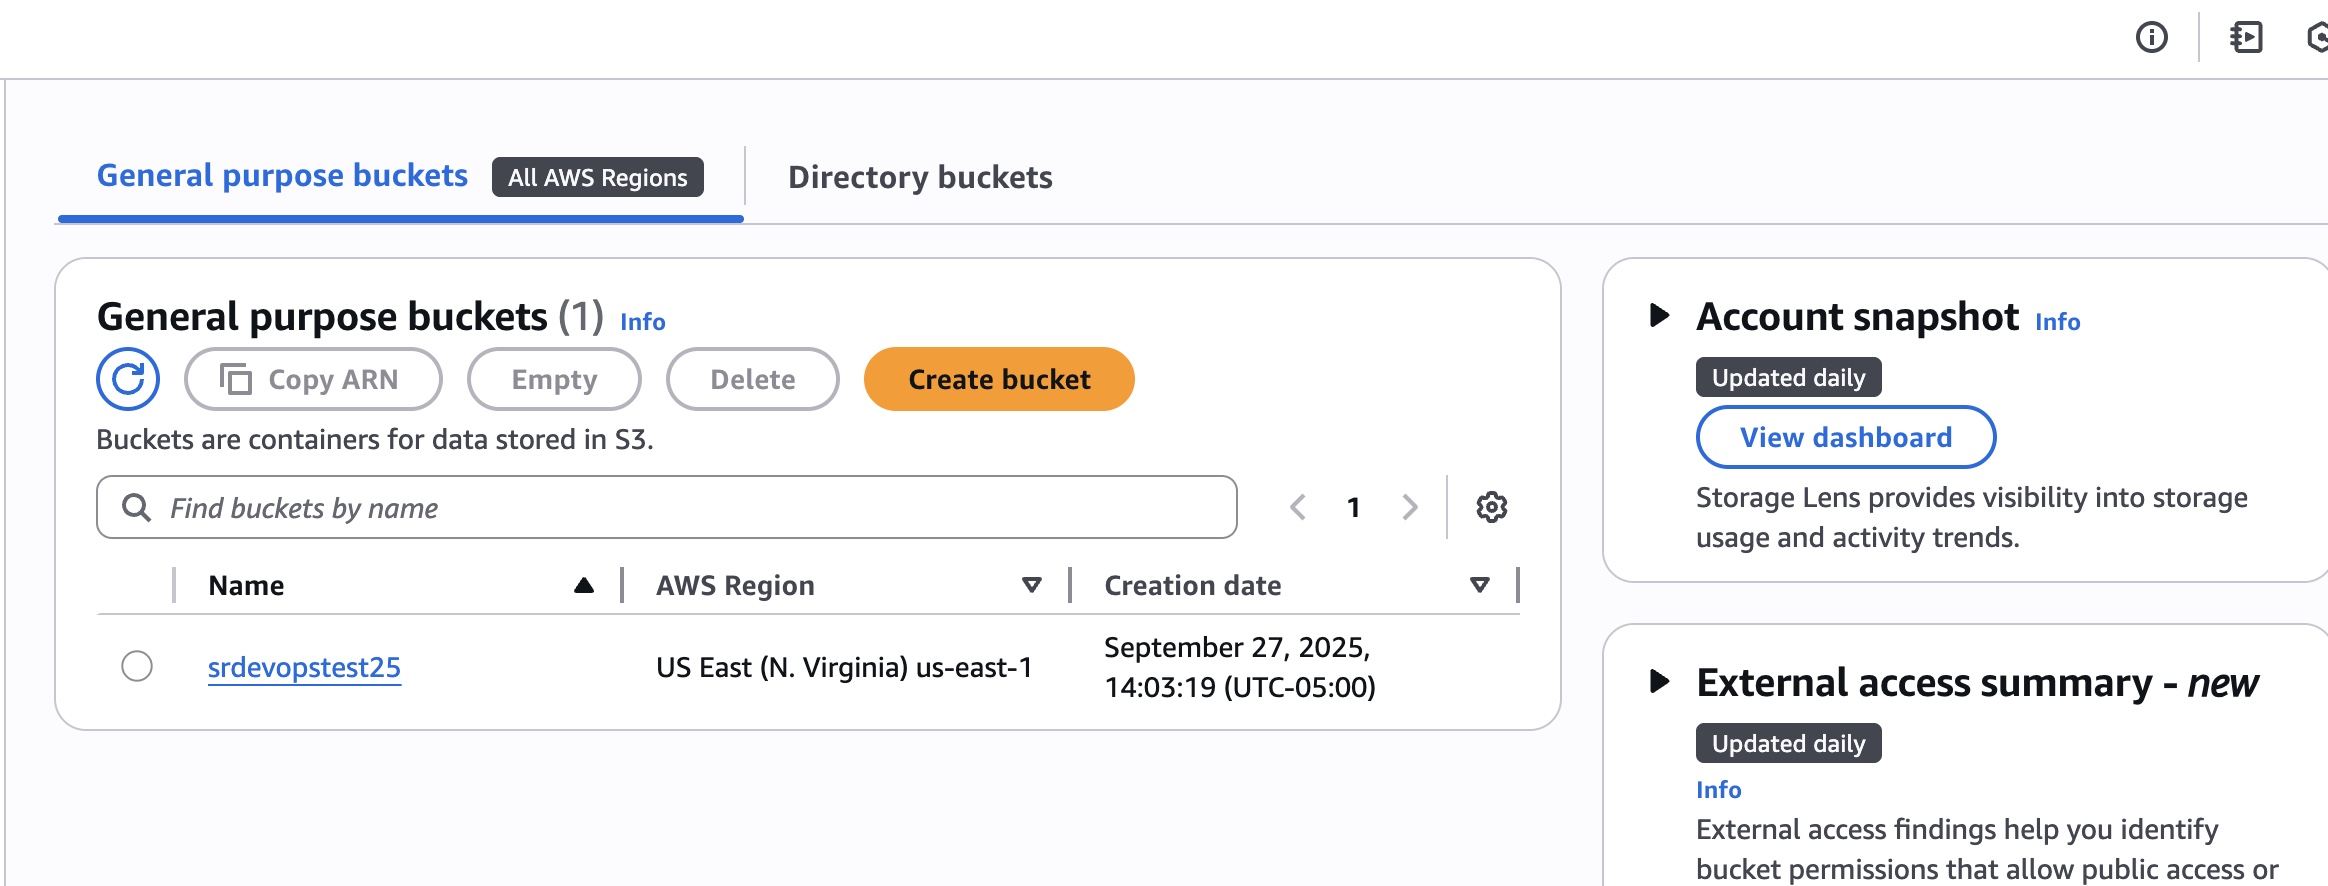 General purpose buckets All AWS Regions Directory buckets
General purpose buckets (1) Info
Copy ARN Empty Delete Create bucket
Buckets are containers for data stored in S3.
Find buckets by name 1
Name AWS Region Creation date
srdevopstest25 US East (N. Virginia) us-east-1 September 27, 2025,
14:03:19 (UTC-05:00)
Account snapshot Info
Updated daily
View dashboard
Storage Lens provides visibility into storage
usage and activity trends.
External access summary - new
Updated daily
Info
External access findings help you identify
bucket permissions that allow public access or